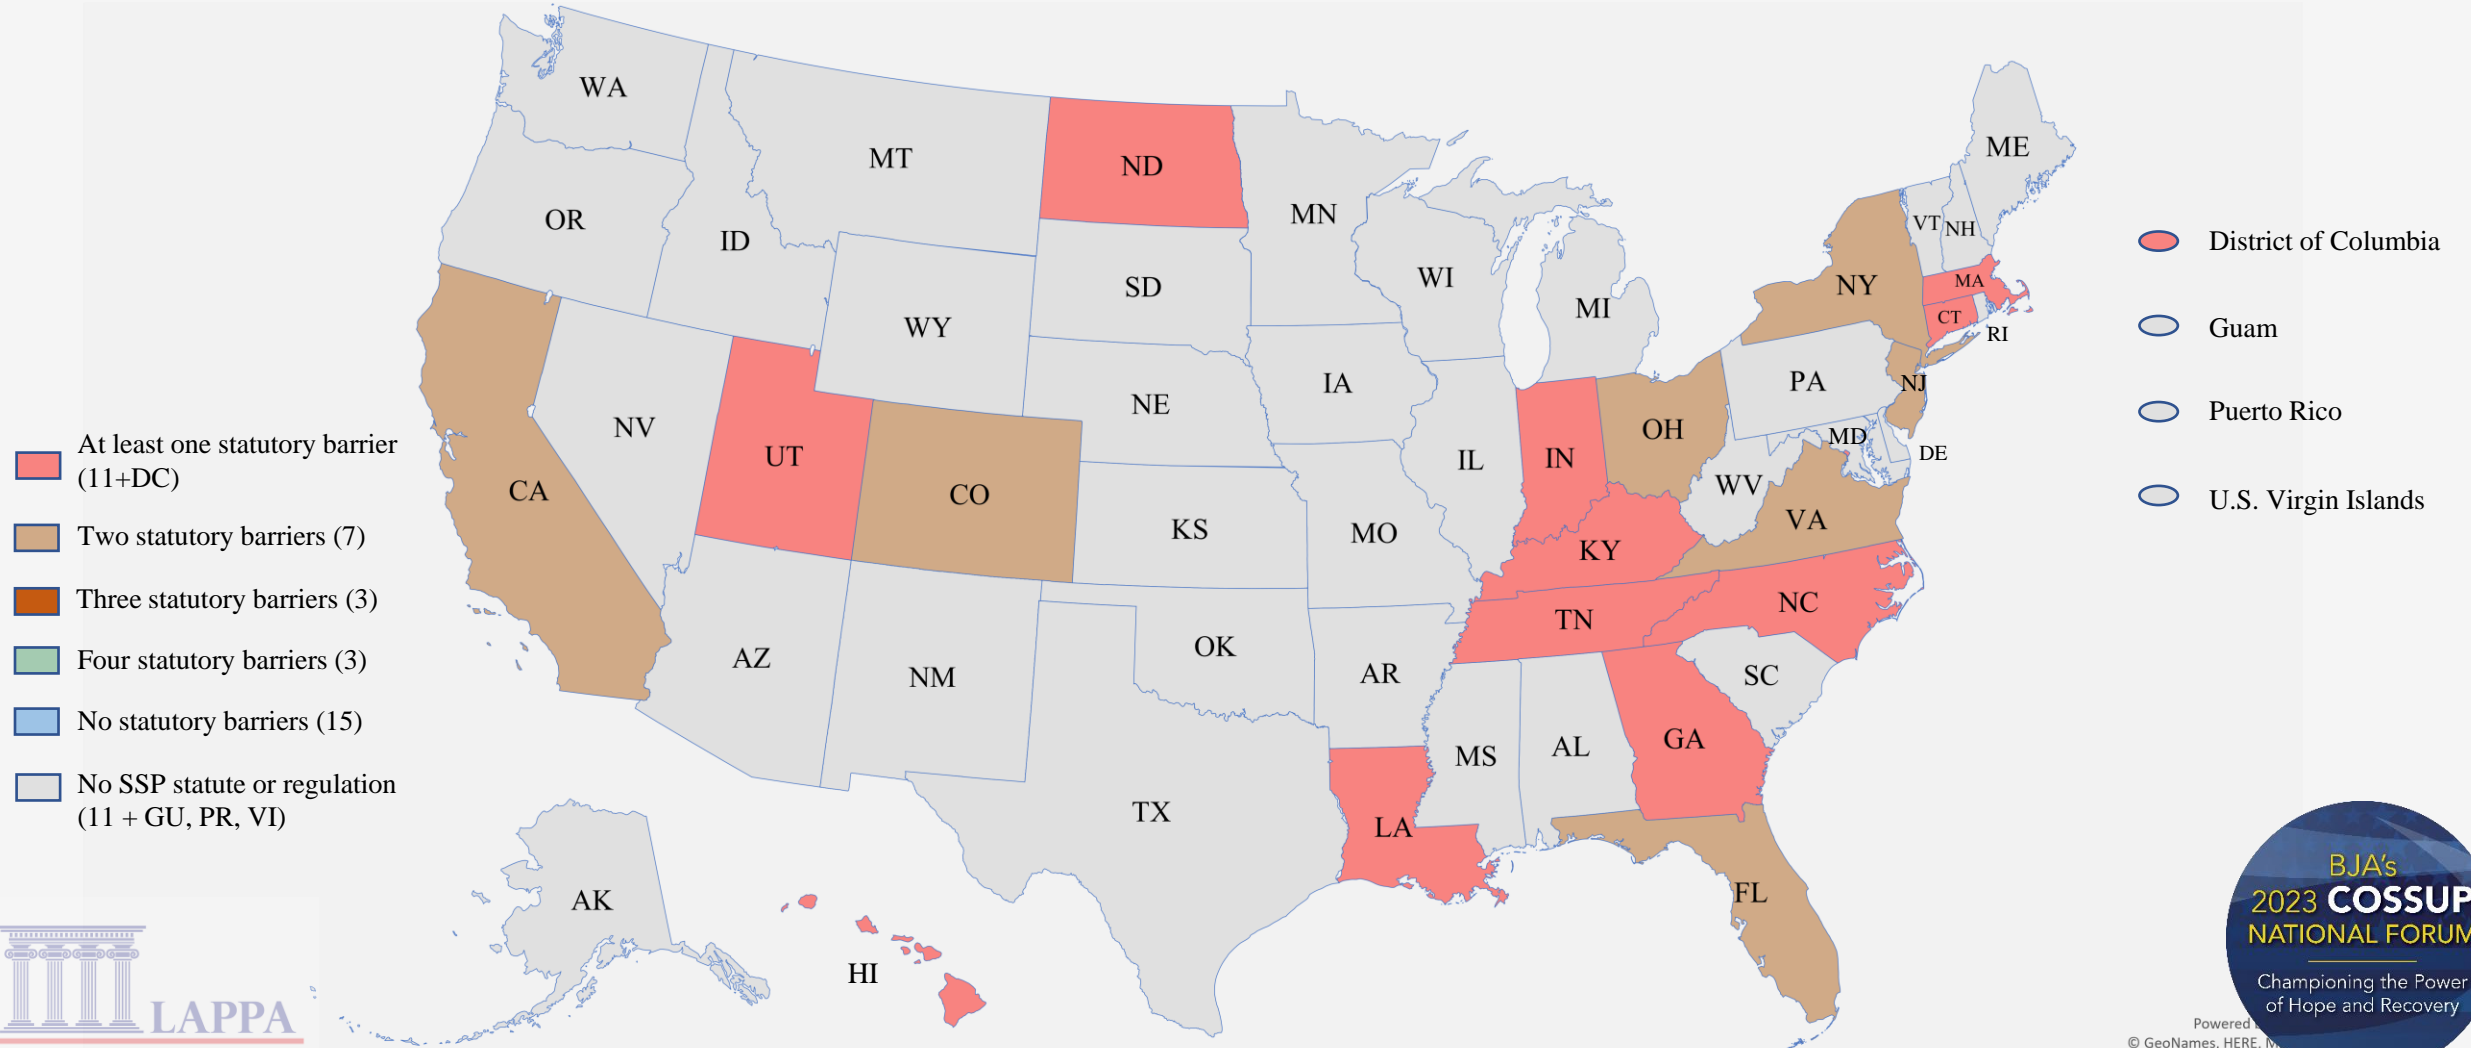 WA
MT
ND
MN
ME
OR
ID
VT
NH
WI
SD
MI
NY
MA
CT
RI
WY
IA
PA
NJ
NE
NV
UT
CO
IL
IN
OH
MD
DE
WV
CA
KS
MO
KY
VA
TN
NC
AZ
NM
OK
AR
SC
MS
AL
GA
TX
LA
FL
AK
HI
At least one statutory barrier
(11+DC)
Two statutory barriers (7)
Three statutory barriers (3)
Four statutory barriers (3)
No statutory barriers (15)
No SSP statute or regulation
(11 + GU, PR, VI)
District of Columbia
Guam
Puerto Rico
U.S. Virgin Islands
LAPPA
BJA's
2023 COSSUP
NATIONAL FORUM
Championing the Power
of Hope and Recovery
Powered
© GeoNames, HERE,